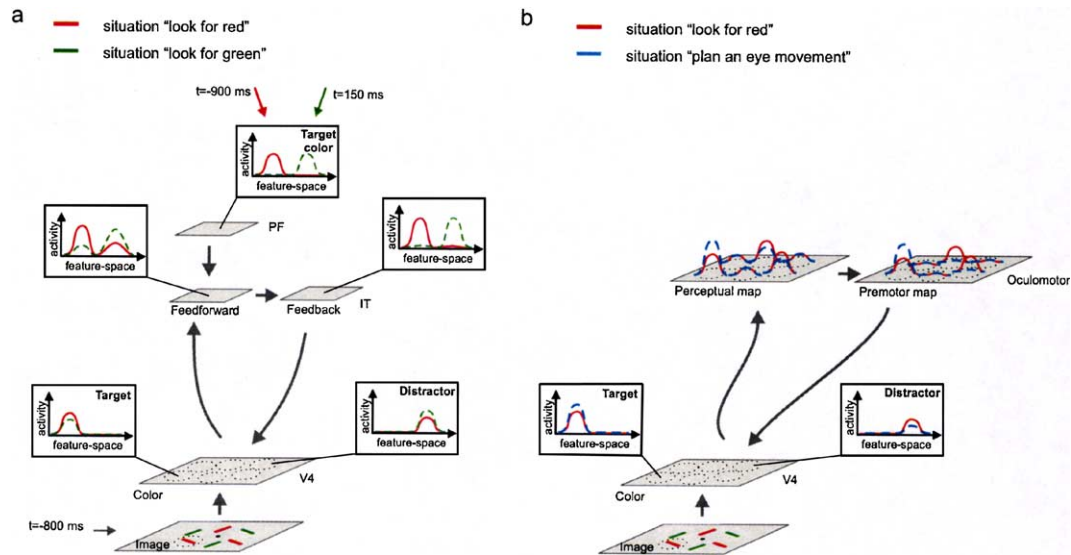 a
situation "look for red"
situation "look for green"
t=-900 ms
t=150 ms
Target
color
activity
feature-space
PF
activity
feature-space
activity
feature-space
Feedforward
Feedback
IT
Target
activity
feature-space
Distractor
activity
feature-space
Color
V4
t=-800 ms
Image
b
situation "look for red"
situation "plan an eye movement"
Perceptual map
Premotor map
Oculomotor
Target
activity
feature-space
Distractor
activity
feature-space
Color
V4
Image